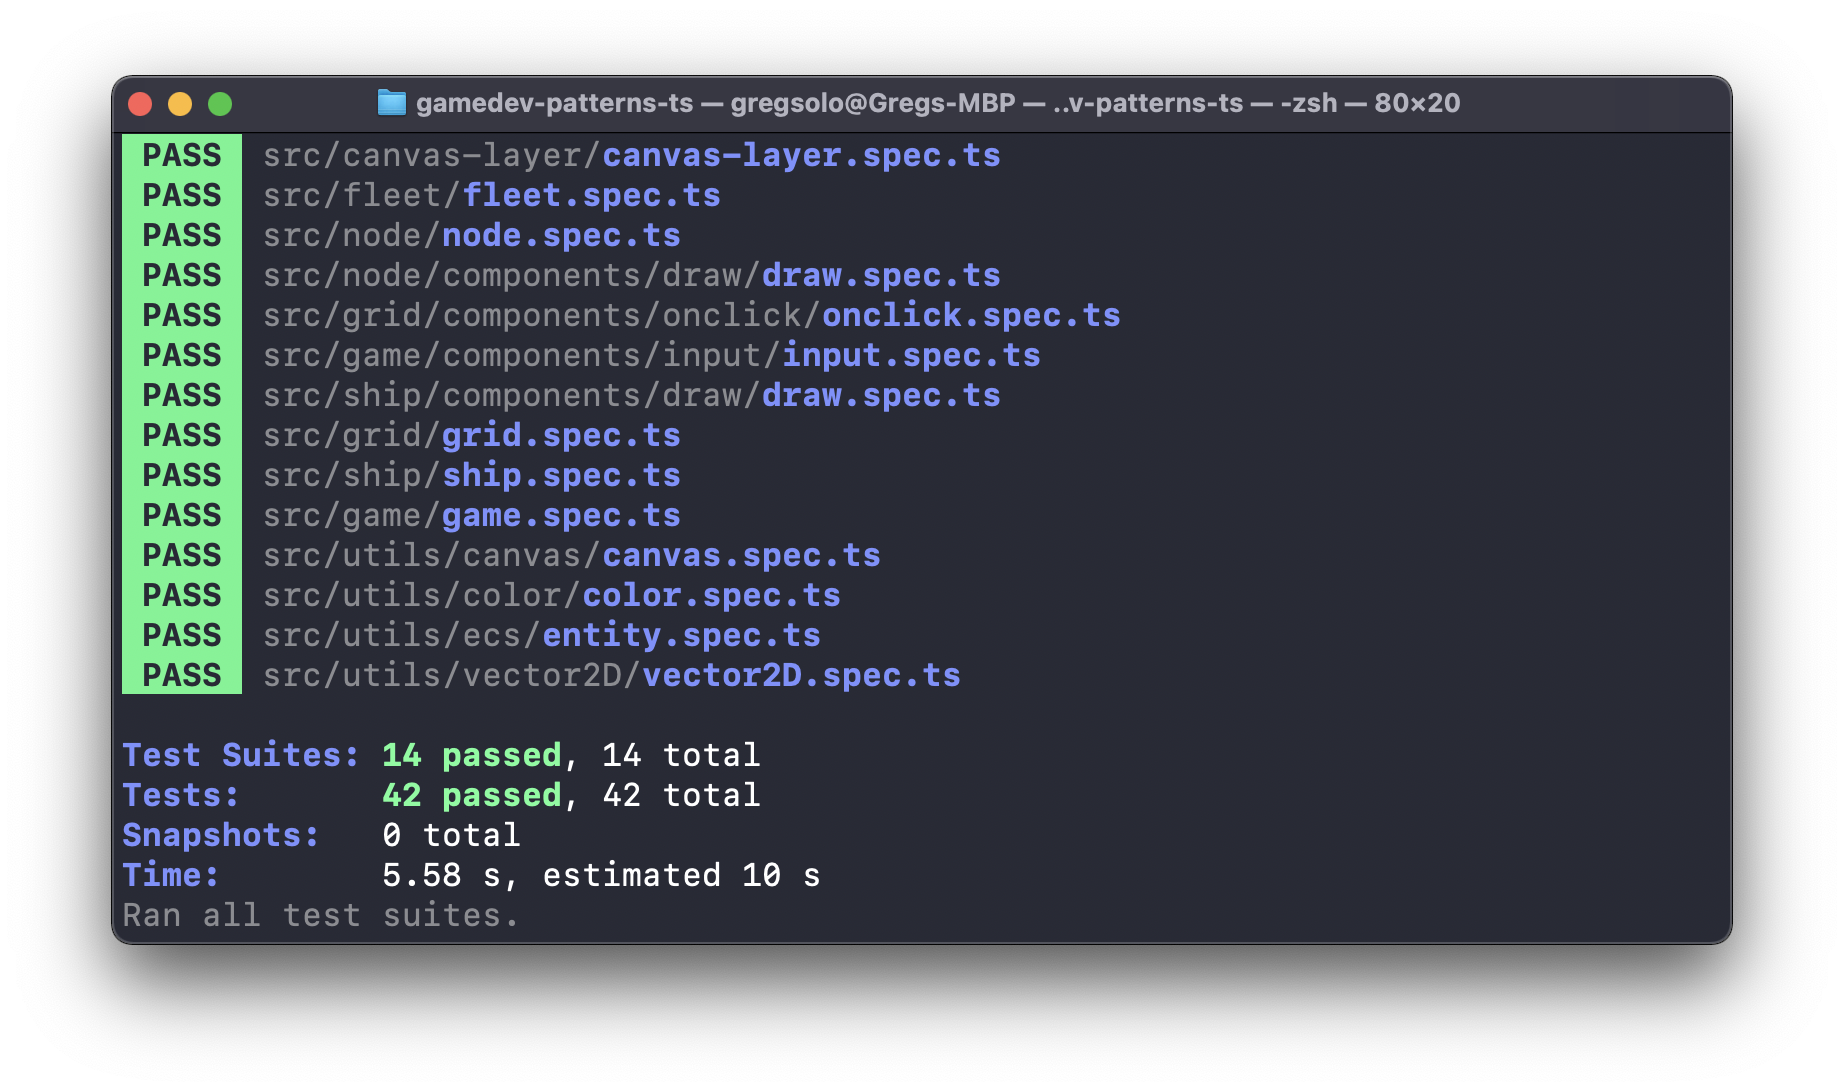 gamedev-patterns-ts — gregsolo@Gregs-MBP — ..v-patterns-ts — -zsh — 80×20
PASS src/canvas-layer/canvas-layer.spec.ts
PASS src/fleet/fleet.spec.ts
PASS src/node/node.spec.ts
PASS src/node/components/draw/draw.spec.ts
PASS src/grid/components/onclick/onclick.spec.ts
PASS src/game/components/input/input.spec.ts
PASS src/ship/components/draw/draw.spec.ts
PASS src/grid/grid.spec.ts
PASS src/ship/ship.spec.ts
PASS src/game/game.spec.ts
PASS src/utils/canvas/canvas.spec.ts
PASS src/utils/color/color.spec.ts
PASS src/utils/ecs/entity.spec.ts
PASS src/utils/vector2D/vector2D.spec.ts
Test Suites: 14 passed, 14 total
Tests: 42 passed, 42 total
Snapshots: 0 total
Time: 5.58 s, estimated 10 s
Ran all test suites.